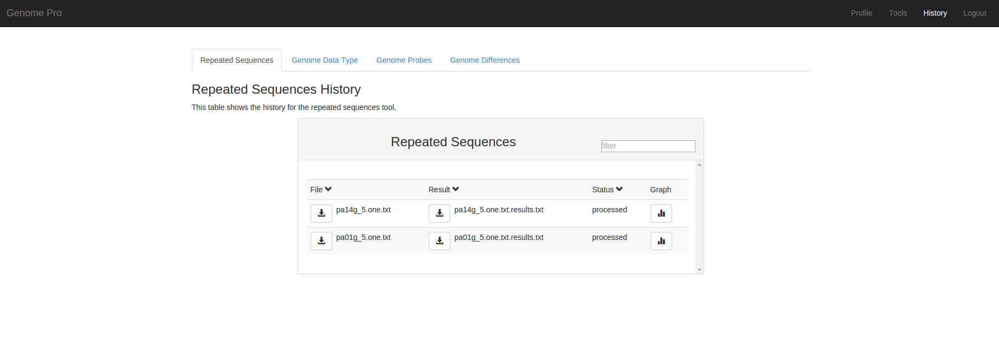 Genome Pro Profile Tools History Logout
Repeated Sequences Genome Data Type Genome Probes Genome Differences
Repeated Sequences History
This table shows the history for the repeated sequences tool.
Repeated Sequences
filter
File Result Status Graph
pa14g_5.one.txt pa14g_5.one.txt.results.txt processed
pa01g_5.one.txt pa01g_5.one.txt.results.txt processed